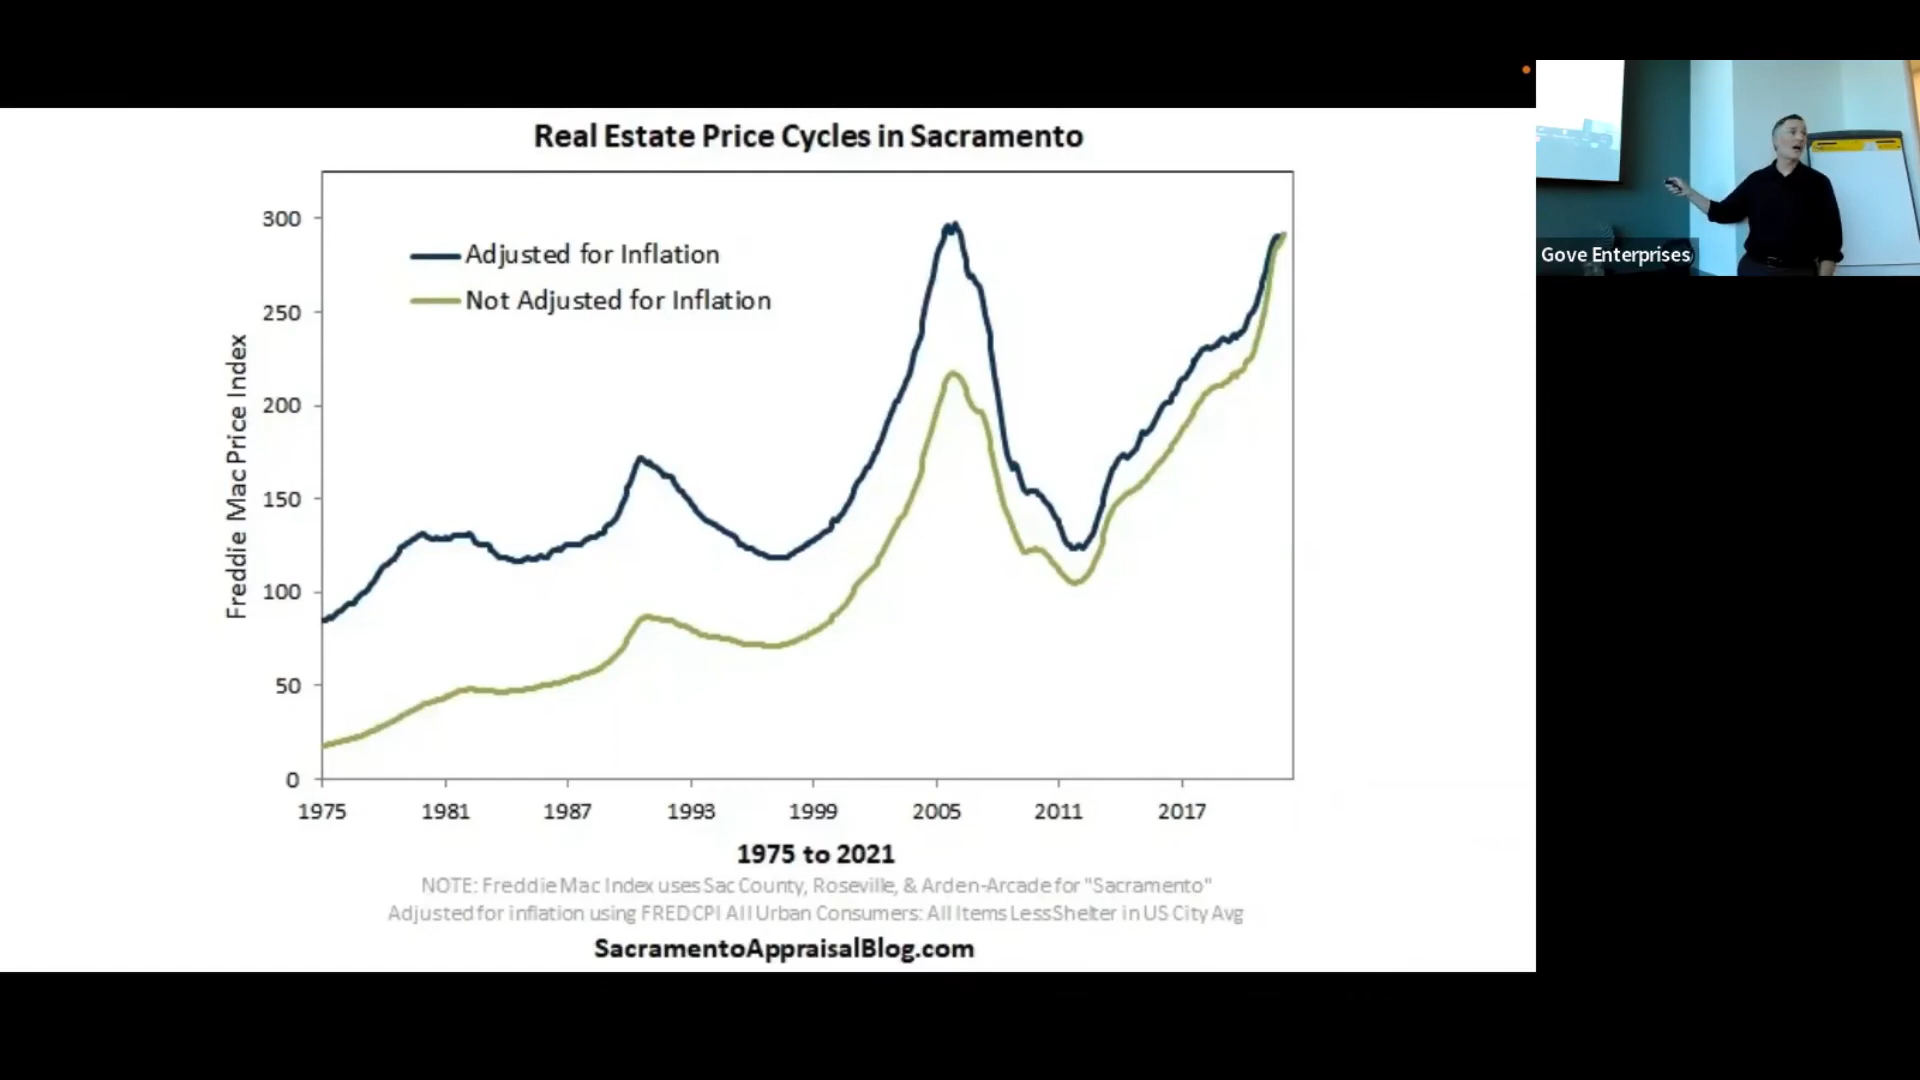 Real Estate Price Cycles in Sacramento
Adjusted for Inflation
Not Adjusted for Inflation
Freddie Mac Price Index
300
250
200
150
100
50
0
1975
1981
1987
1993
1999
2005
2011
2017
1975 to 2021
NOTE: Freddie Mac Index uses Sac County, Roseville, & Arden-Arcade for "Sacramento"
Adjusted for inflation using FRED CPI All Urban Consumers: All Items Less Shelter in US City Avg
SacramentoAppraisalBlog.com
Gove Enterprises